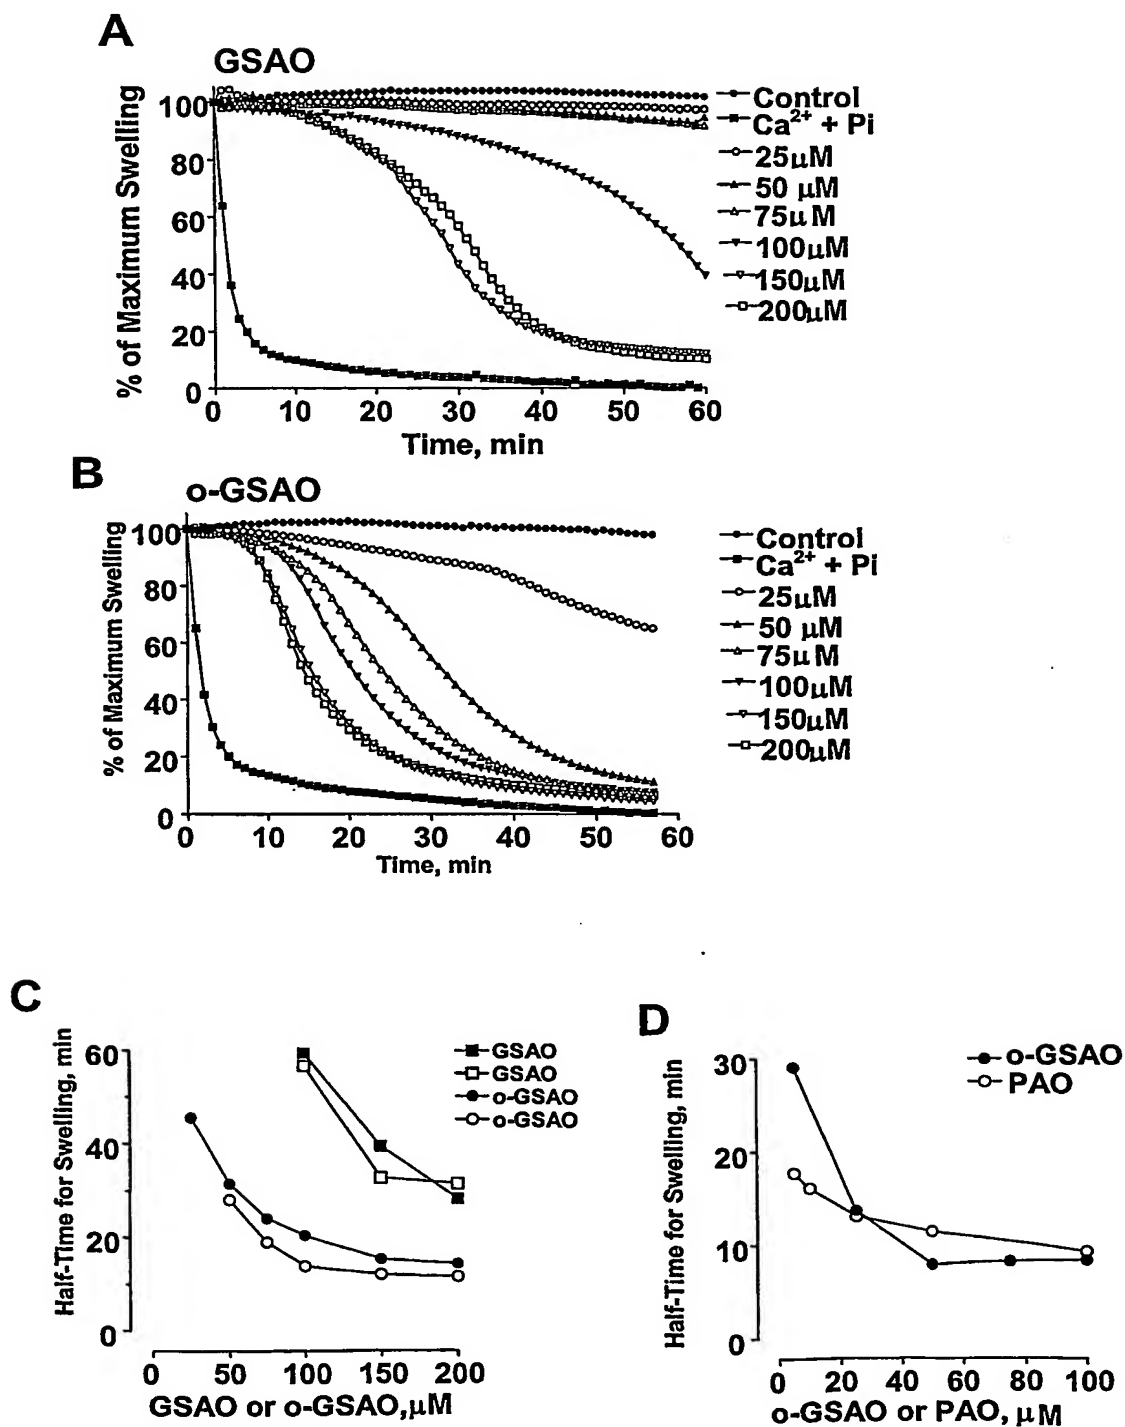 A
GSAO
% of Maximum Swelling
100
80
60
40
20
0
0 10 20 30 40 50 60
Time, min
Control
Ca²⁺ + Pi
25µM
50 µM
75µM
100µM
150µM
200µM
B
o-GSAO
% of Maximum Swelling
100
80
60
40
20
0
0 10 20 30 40 50 60
Time, min
Control
Ca²⁺ + Pi
25µM
50 µM
75µM
100µM
150µM
200µM
C
Half-Time for Swelling, min
60
40
20
0
0 50 100 150 200
GSAO or o-GSAO,µM
GSAO
GSAO
o-GSAO
o-GSAO
D
Half-Time for Swelling, min
30
20
10
0
0 20 40 60 80 100
o-GSAO or PAO, µM
o-GSAO
PAO